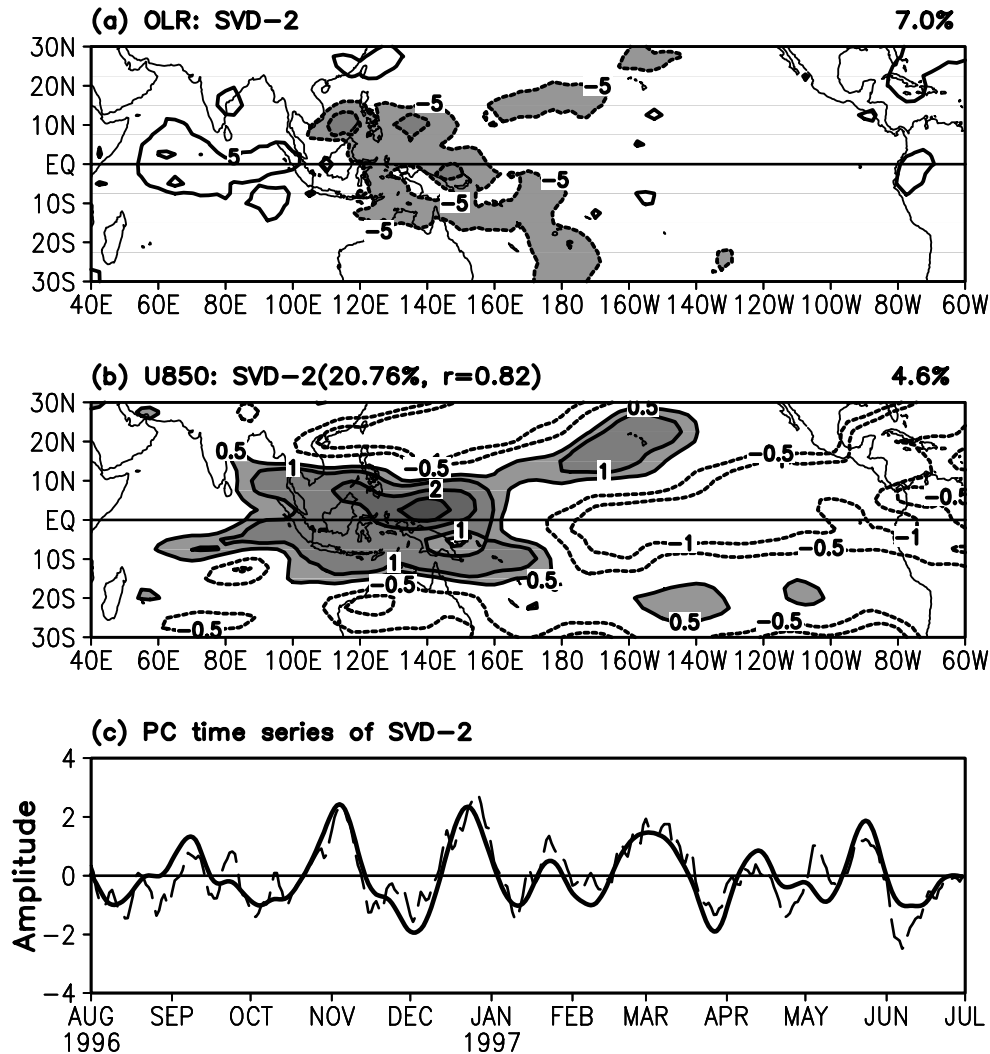 (a) OLR: SVD-2 7.0%
30N
20N
10N
EQ
10S
20S
30S
-5
-5
-5
-5
-5
5
40E 60E 80E 100E 120E 140E 160E 180 160W 140W 120W 100W 80W 60W
(b) U850: SVD-2(20.76%, r=0.82) 4.6%
30N
20N
10N
EQ
10S
20S
30S
0.5
0.5
1
-0.5
1
-0.5
2
-0.5
1
-1
-1
-0.5
1
-0.5
0.5
0.5
-0.5
-0.5
40E 60E 80E 100E 120E 140E 160E 180 160W 140W 120W 100W 80W 60W
(c) PC time series of SVD-2
Amplitude
4
2
0
-2
-4
AUG SEP OCT NOV DEC JAN FEB MAR APR MAY JUN JUL
1996 1997